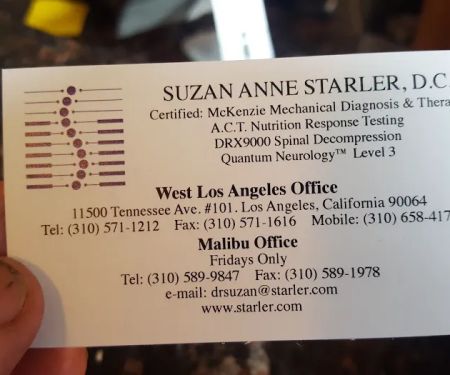 SUZAN ANNE STARLER, D.C.
Certified: McKenzie Mechanical Diagnosis &
A.C.T. Nutrition Response Testing
DRX9000 Spinal Decompression
Quantum Neurology™ Level 3
West Los Angeles Office
11500 Tennessee Ave. #101. Los Angeles, California 90064
Tel: (310) 571-1212 Fax: (310) 571-1616 Mobile: (310) 658-417
Malibu Office
Fridays Only
Tel: (310) 589-9847 Fax: (310) 589-1978
e-mail: drsuzan@starler.com
www.starler.com